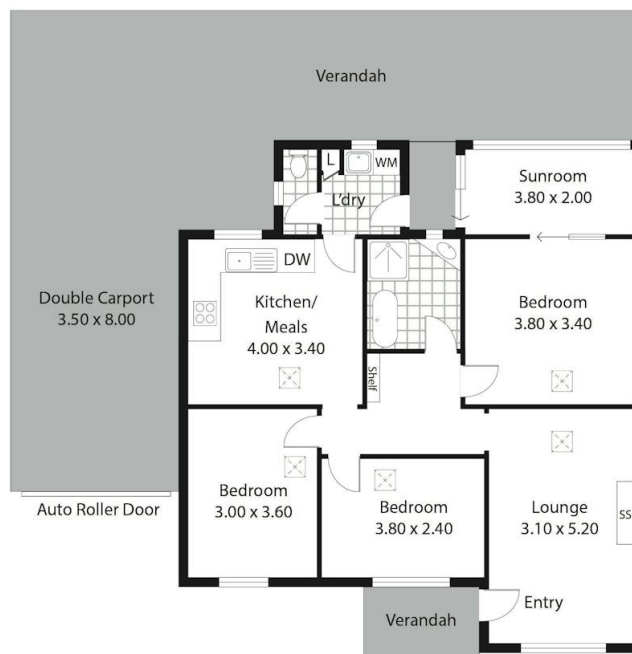 Verandah
L
WM
L'dry
Sunroom
3.80 x 2.00
DW
Kitchen/
Meals
4.00 x 3.40
Double Carport
3.50 x 8.00
Bedroom
3.80 x 3.40
Shelf
Bedroom
3.00 x 3.60
Bedroom
3.80 x 2.40
Lounge
3.10 x 5.20
SS
Auto Roller Door
Entry
Verandah